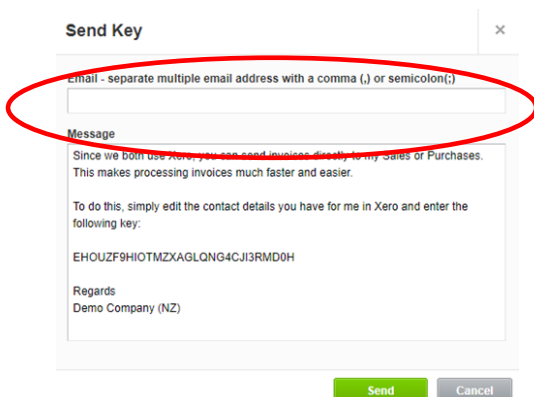 Send Key
×
Email - separate multiple email address with a comma (,) or semicolon(;)
Message
Since we both use Xero, you can send invoices directly to my Sales or Purchases.
This makes processing invoices much faster and easier.
To do this, simply edit the contact details you have for me in Xero and enter the
following key:
EHOUZF9HIOTMZXAGLQNG4CJI3RMD0H
Regards
Demo Company (NZ)
Send
Cancel